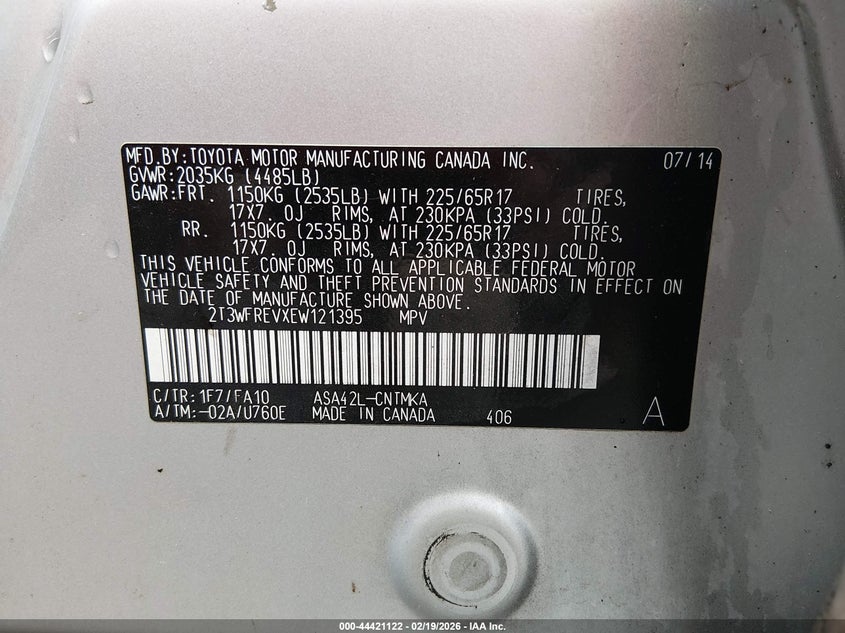 MFD.BY:TOYOTA MOTOR MANUFACTURING CANADA INC. 07/14
GVWR:2035KG (4485LB)
GAWR:FRT. 1150KG (2535LB) WITH 225/65R17 TIRES,
17X7.0J RIMS, AT 230KPA (33PSI) COLD.
RR. 1150KG (2535LB) WITH 225/65R17 TIRES,
17X7.0J RIMS, AT 230KPA (33PSI) COLD.
THIS VEHICLE CONFORMS TO ALL APPLICABLE FEDERAL MOTOR
VEHICLE SAFETY AND THEFT PREVENTION STANDARDS IN EFFECT ON
THE DATE OF MANUFACTURE SHOWN ABOVE.
2T3WFREVXEW121395 MPV
C/TR:1F7/FA10 ASA42L-CNTMKA
A/TM:-02A/U760E MADE IN CANADA 406 A
000-44421122 - 02/19/2026 - IAA Inc.